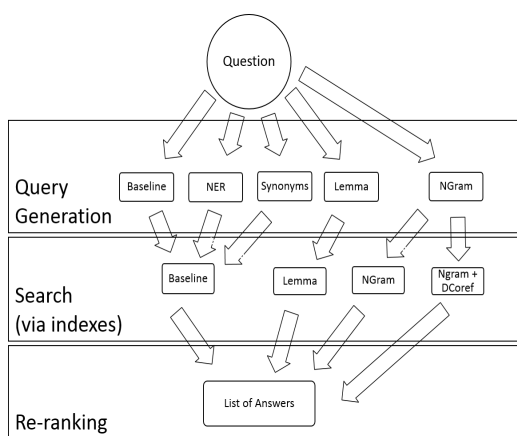 Question
Query
Generation
Baseline
NER
Synonyms
Lemma
NGram
Search
(via indexes)
Baseline
Lemma
NGram
Ngram +
DCoref
Re-ranking
List of Answers